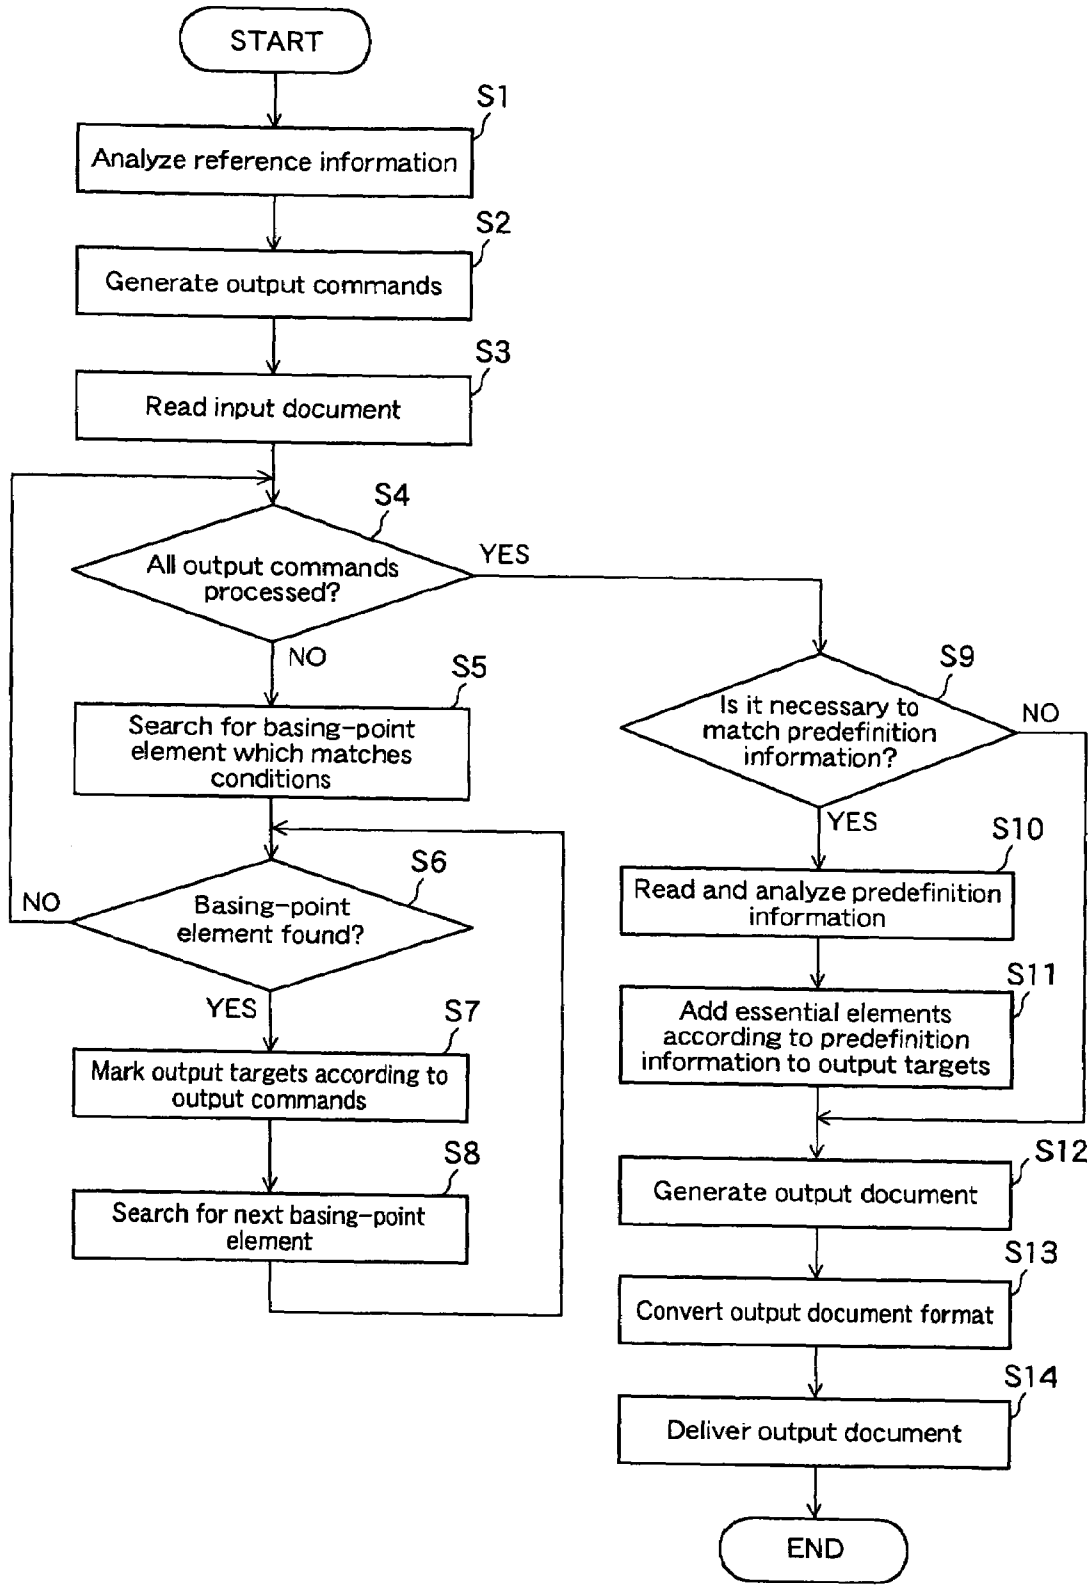 START
S1
Analyze reference information
S2
Generate output commands
S3
Read input document
S4
All output commands
processed?
YES
NO
S5
Search for basing-point
element which matches
conditions
S6
Basing-point
element found?
NO
YES
S7
Mark output targets according to
output commands
S8
Search for next basing-point
element
S9
Is it necessary to
match predefinition
information?
NO
YES
S10
Read and analyze predefinition
information
S11
Add essential elements
according to predefinition
information to output targets
S12
Generate output document
S13
Convert output document format
S14
Deliver output document
END